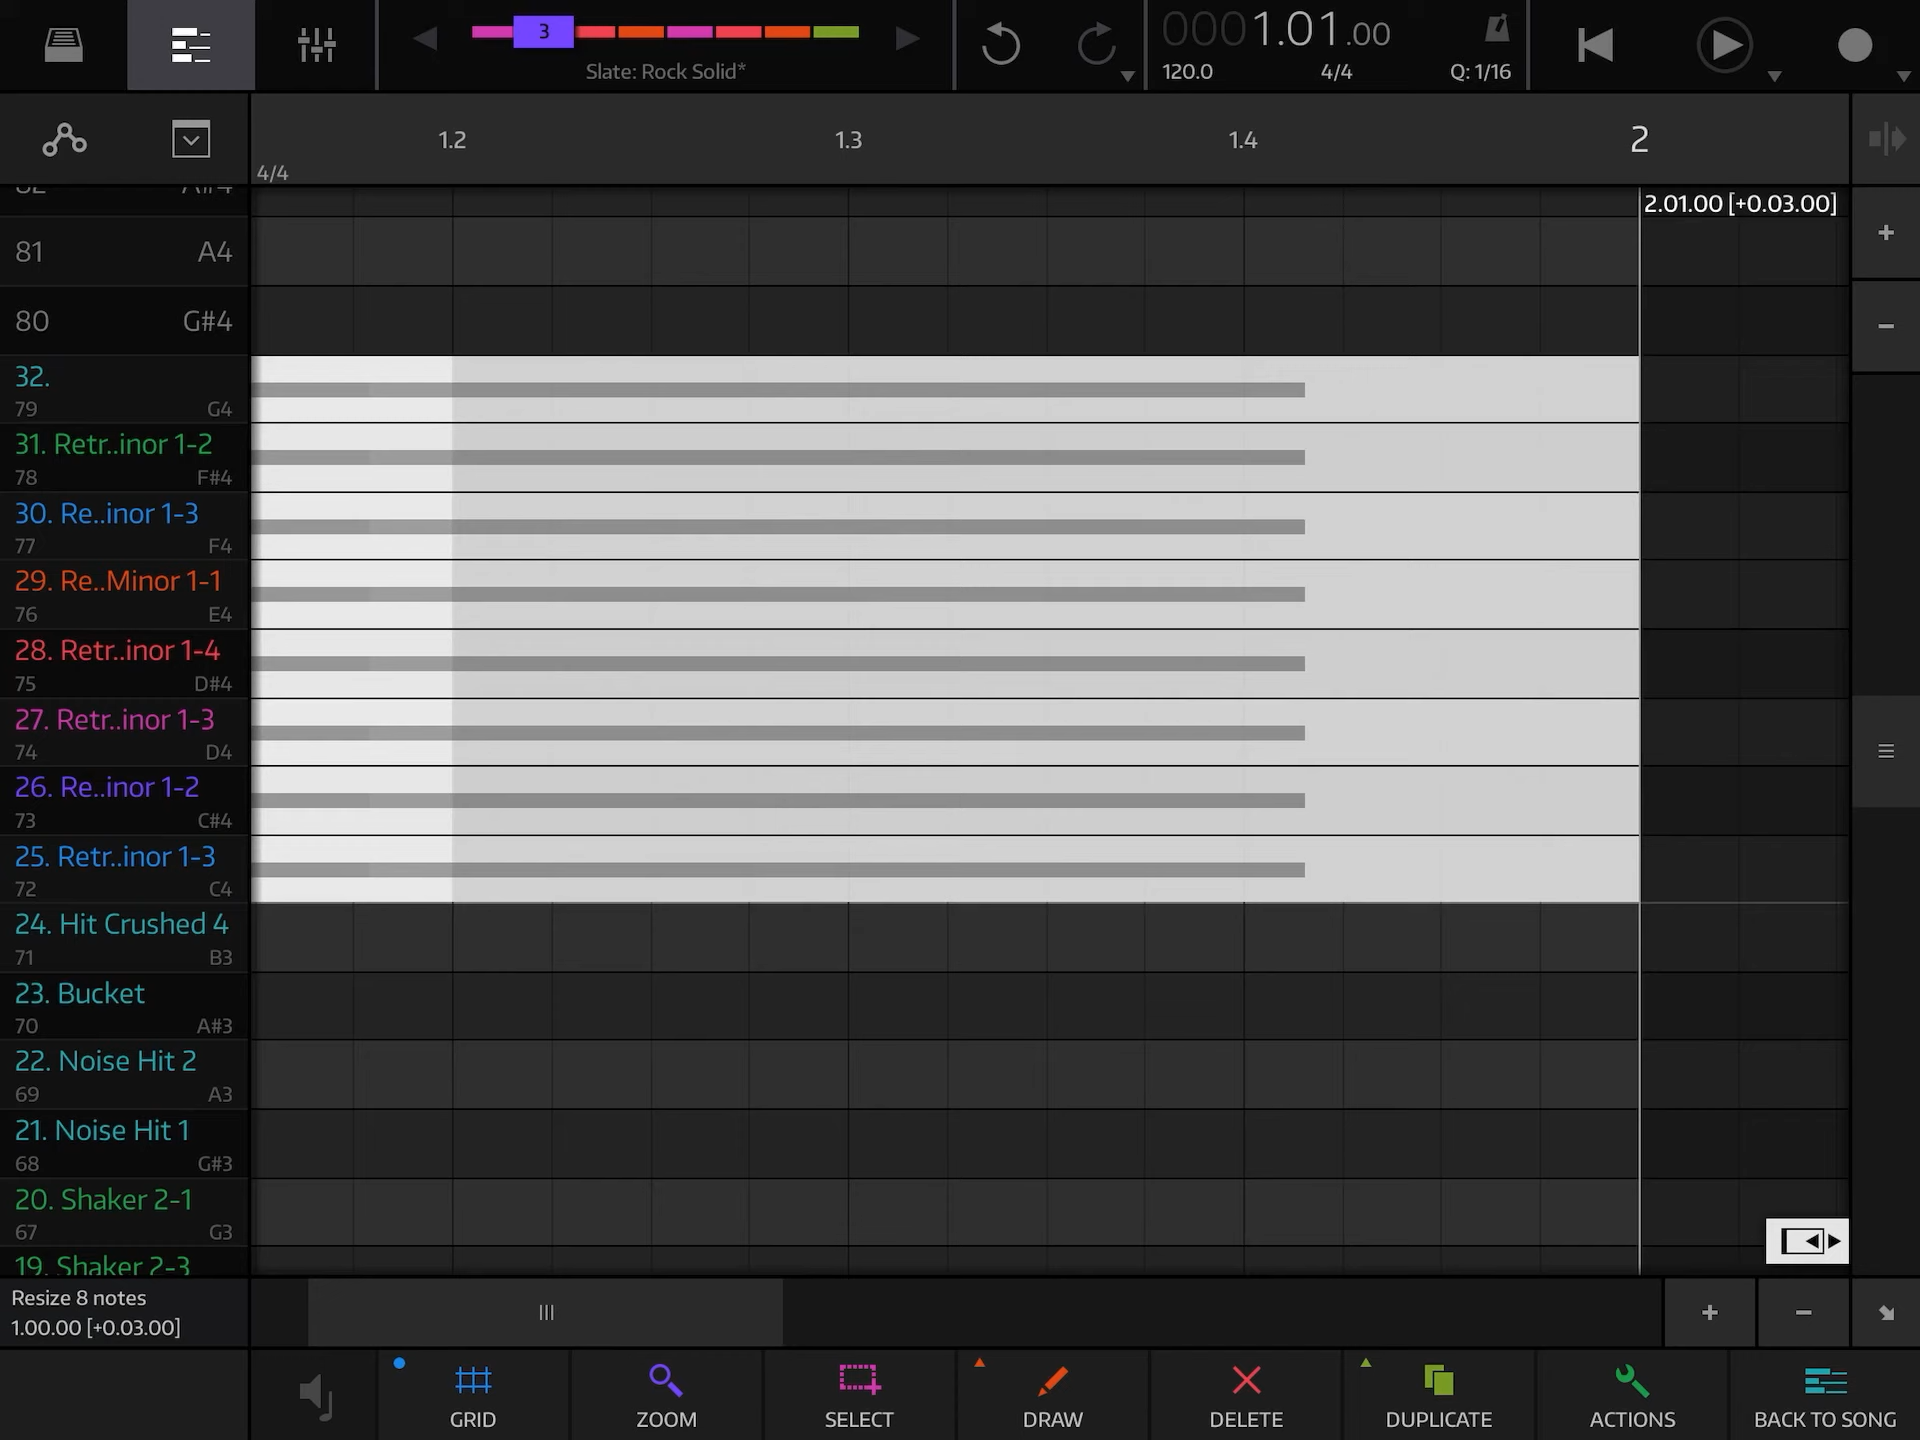 3
Slate: Rock Solid*
0001.01.00
120.0
4/4
Q: 1/16
1.2
1.3
1.4
2
4/4
2.01.00 [+0.03.00]
81 A4
80 G#4
32.
79 G4
31. Retr..inor 1-2
78 F#4
30. Re..inor 1-3
77 F4
29. Re..Minor 1-1
76 E4
28. Retr..inor 1-4
75 D#4
27. Retr..inor 1-3
74 D4
26. Re..inor 1-2
73 C#4
25. Retr..inor 1-3
72 C4
24. Hit Crushed 4
71 B3
23. Bucket
70 A#3
22. Noise Hit 2
69 A3
21. Noise Hit 1
68 G#3
20. Shaker 2-1
67 G3
19. Shaker 2-3
Resize 8 notes
1.00.00 [+0.03.00]
GRID
ZOOM
SELECT
DRAW
DELETE
DUPLICATE
ACTIONS
BACK TO SONG